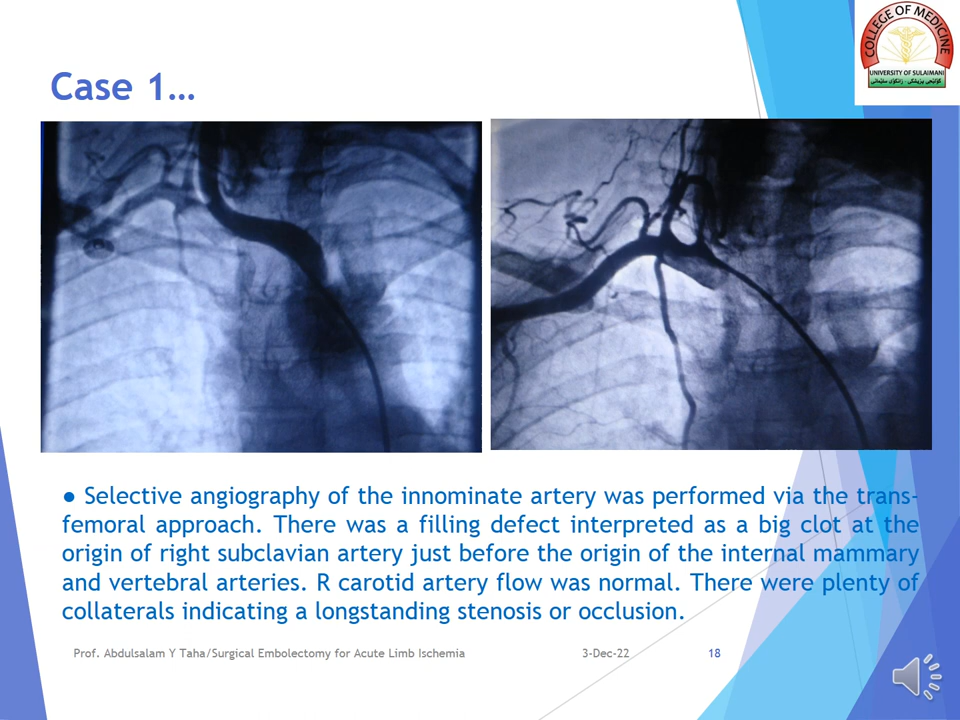 COLLEGE OF MEDICINE
UNIVERSITY OF SULAIMANI
Case 1…
● Selective angiography of the innominate artery was performed via the trans-
femoral approach. There was a filling defect interpreted as a big clot at the
origin of right subclavian artery just before the origin of the internal mammary
and vertebral arteries. R carotid artery flow was normal. There were plenty of
collaterals indicating a longstanding stenosis or occlusion.
Prof. Abdulsalam Y Taha/Surgical Embolectomy for Acute Limb Ischemia 3-Dec-22 18